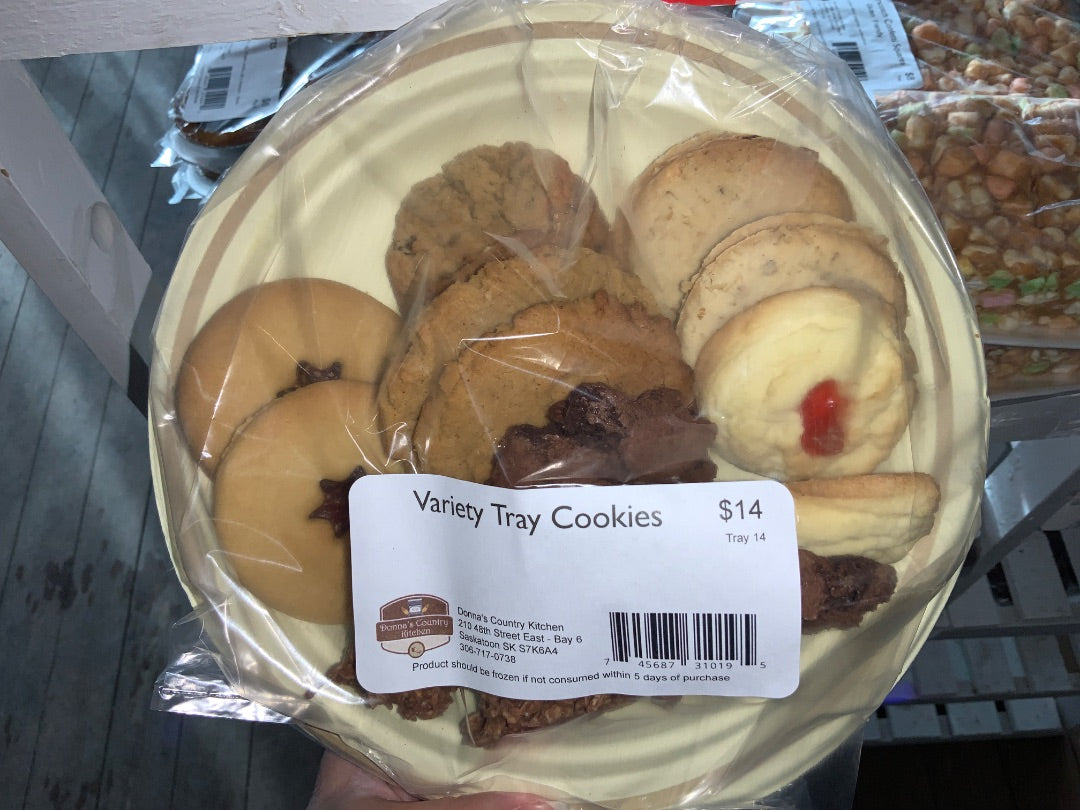 Variety Tray Cookies
$14
Tray 14
Donna's Country
Kitchen
Donna's Country Kitchen
210 48th Street East - Bay 6
Saskatoon SK S7K6A4
306-717-0738
7 45687 31019 5
Product should be frozen if not consumed within 5 days of purchase